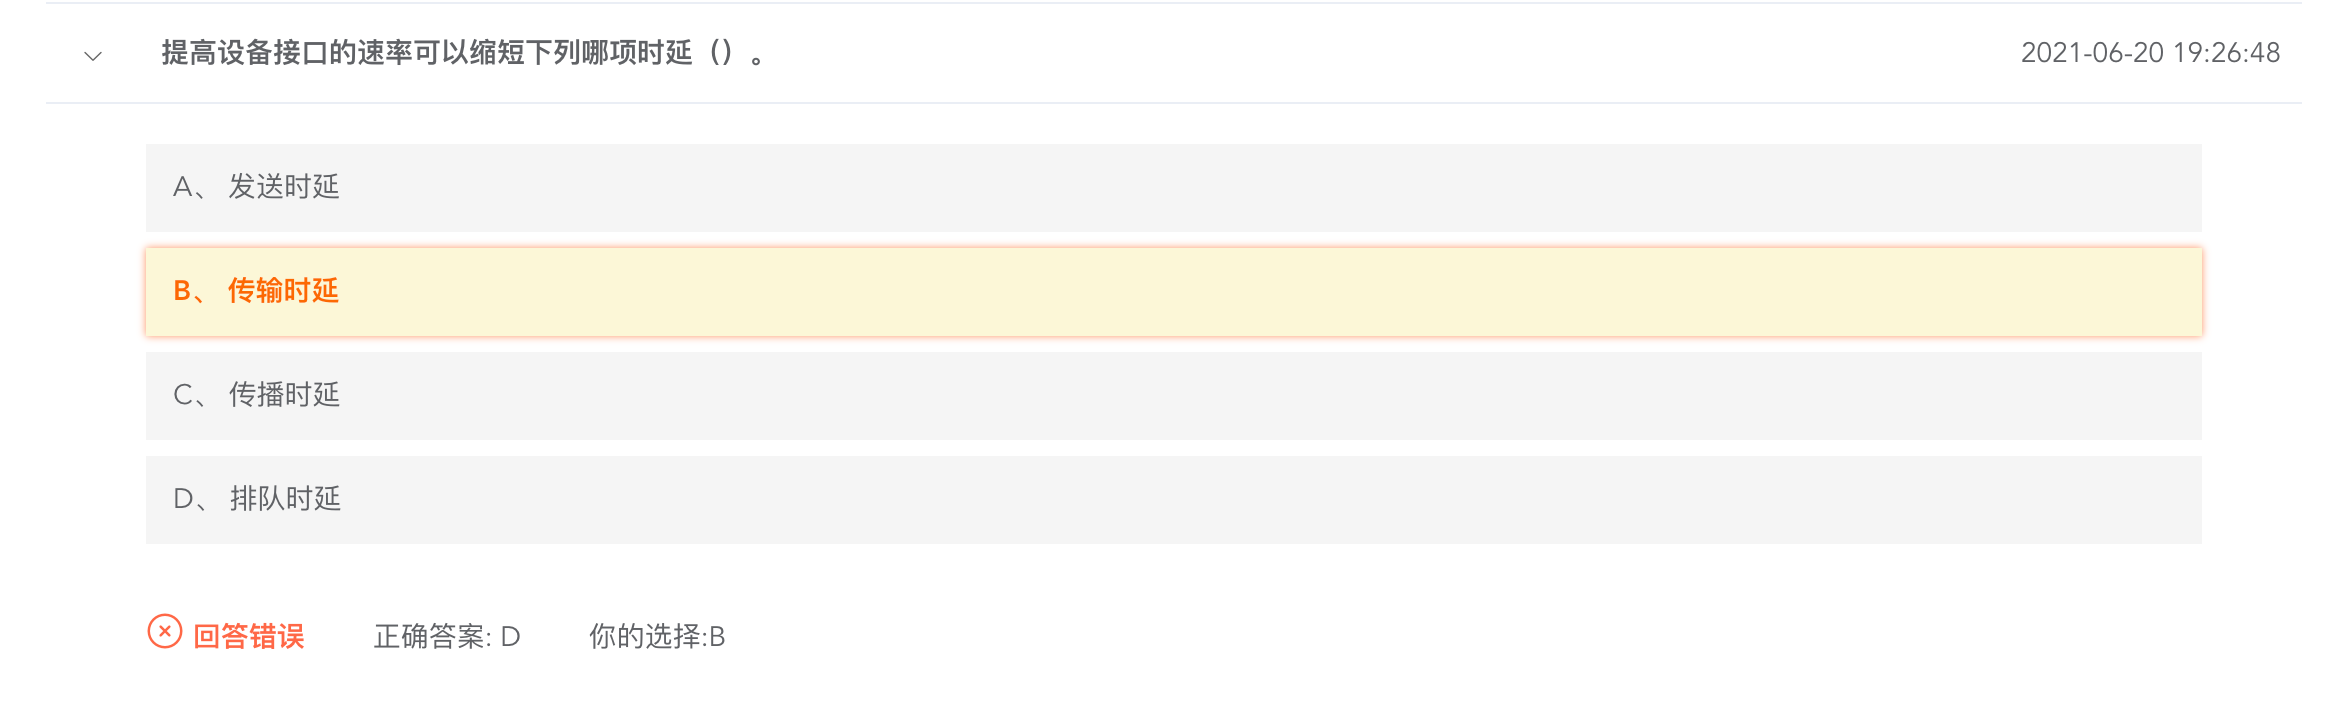 提高设备接口的速率可以缩短下列哪项时延（）。 2021-06-20 19:26:48
A、 发送时延
B、 传输时延
C、 传播时延
D、 排队时延
回答错误 正确答案: D 你的选择:B